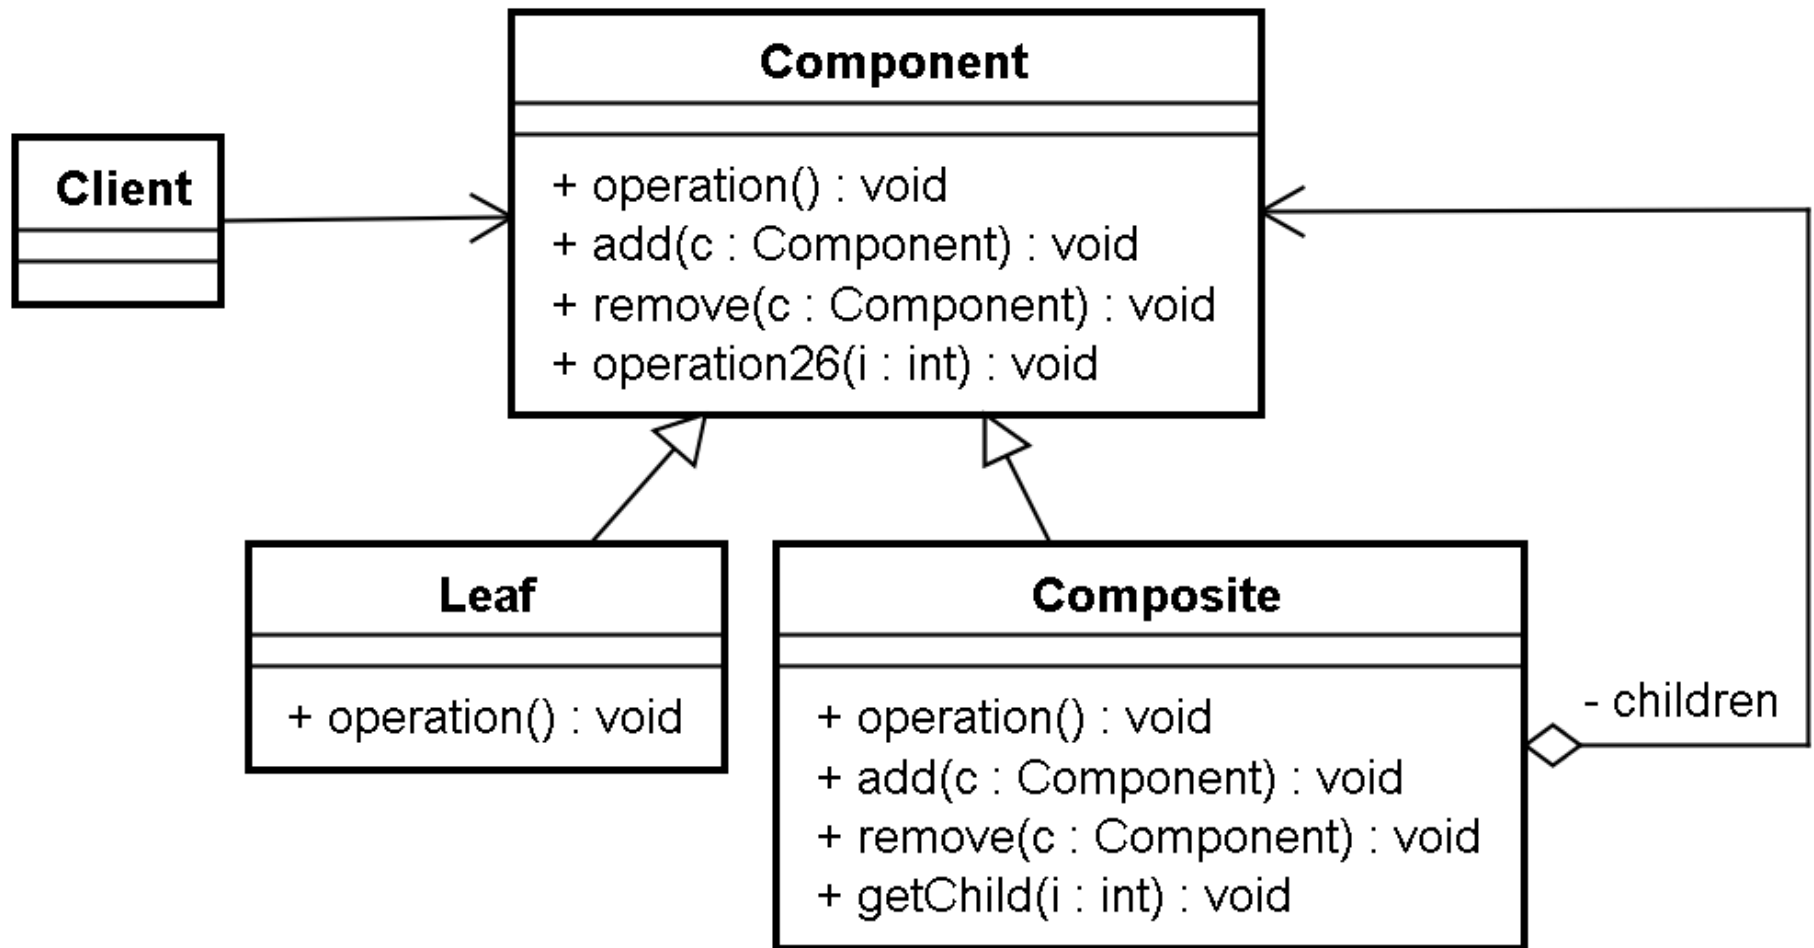 Component
+ operation() : void
+ add(c : Component) : void
+ remove(c : Component) : void
+ operation26(i : int) : void
Client
Leaf
+ operation() : void
Composite
+ operation() : void
+ add(c : Component) : void
+ remove(c : Component) : void
+ getChild(i : int) : void
- children